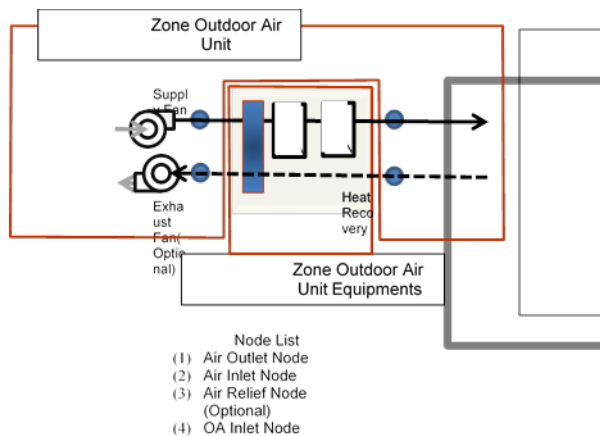 Zone Outdoor Air
Unit
Suppl
y Fan
Exha
ust
Fan(
Optio
nal)
Heat
Reco
very
Zone Outdoor Air
Unit Equipments
Node List
(1) Air Outlet Node
(2) Air Inlet Node
(3) Air Relief Node
(Optional)
(4) OA Inlet Node